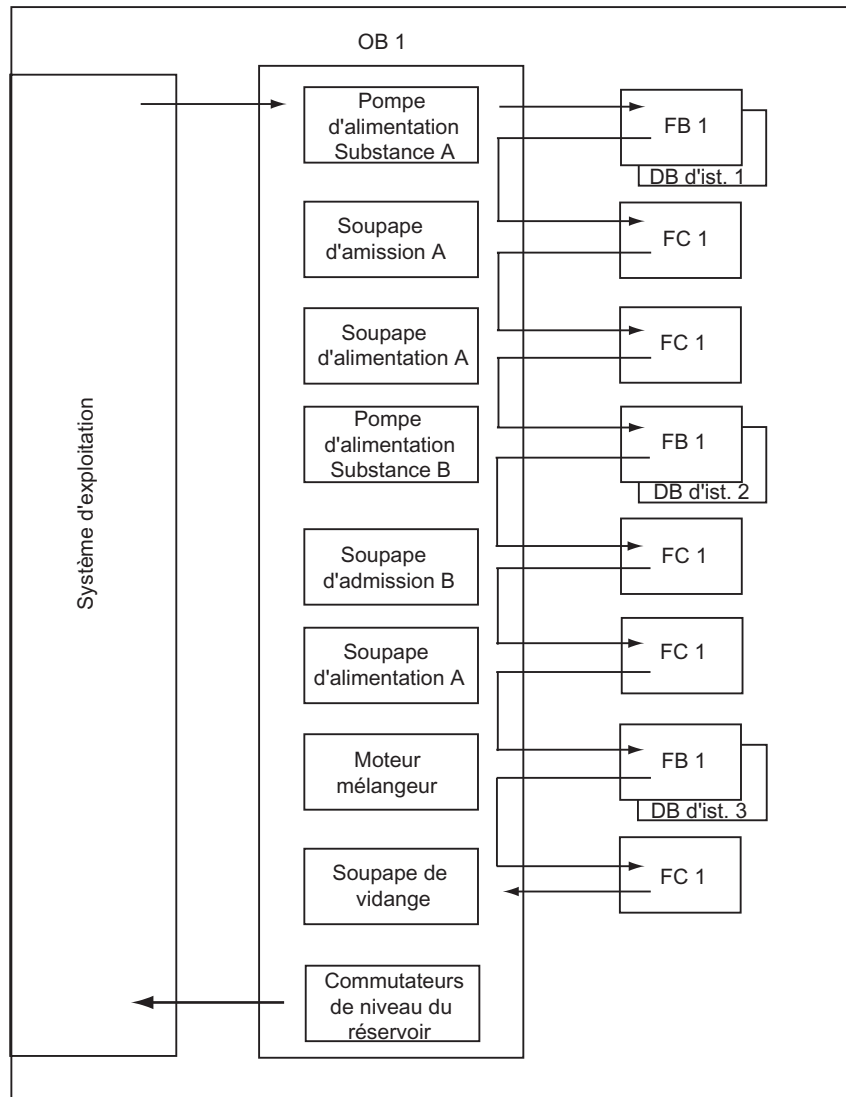 OB 1
Système d'exploitation
Pompe
d'alimentation
Substance A
FB 1
DB d'ist. 1
Soupape
d'amission A
FC 1
Soupape
d'alimentation A
FC 1
Pompe
d'alimentation
Substance B
FB 1
DB d'ist. 2
Soupape
d'admission B
FC 1
Soupape
d'alimentation A
FC 1
Moteur
mélangeur
FB 1
DB d'ist. 3
Soupape de
vidange
FC 1
Commutateurs
de niveau du
réservoir